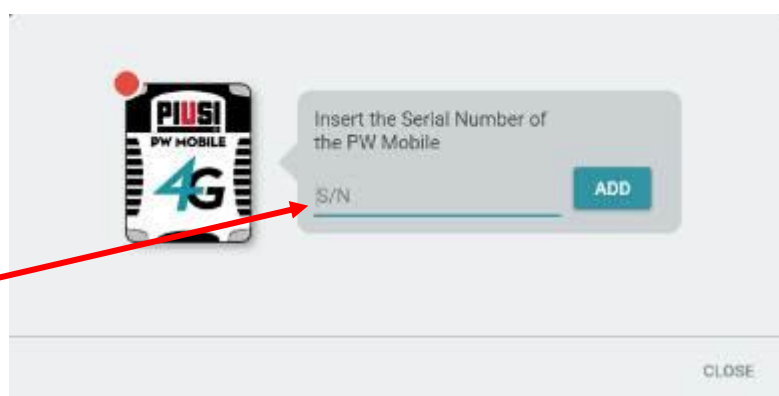 PIUSI
PW MOBILE
4G
Insert the Serial Number of
the PW Mobile
S/N
ADD
CLOSE